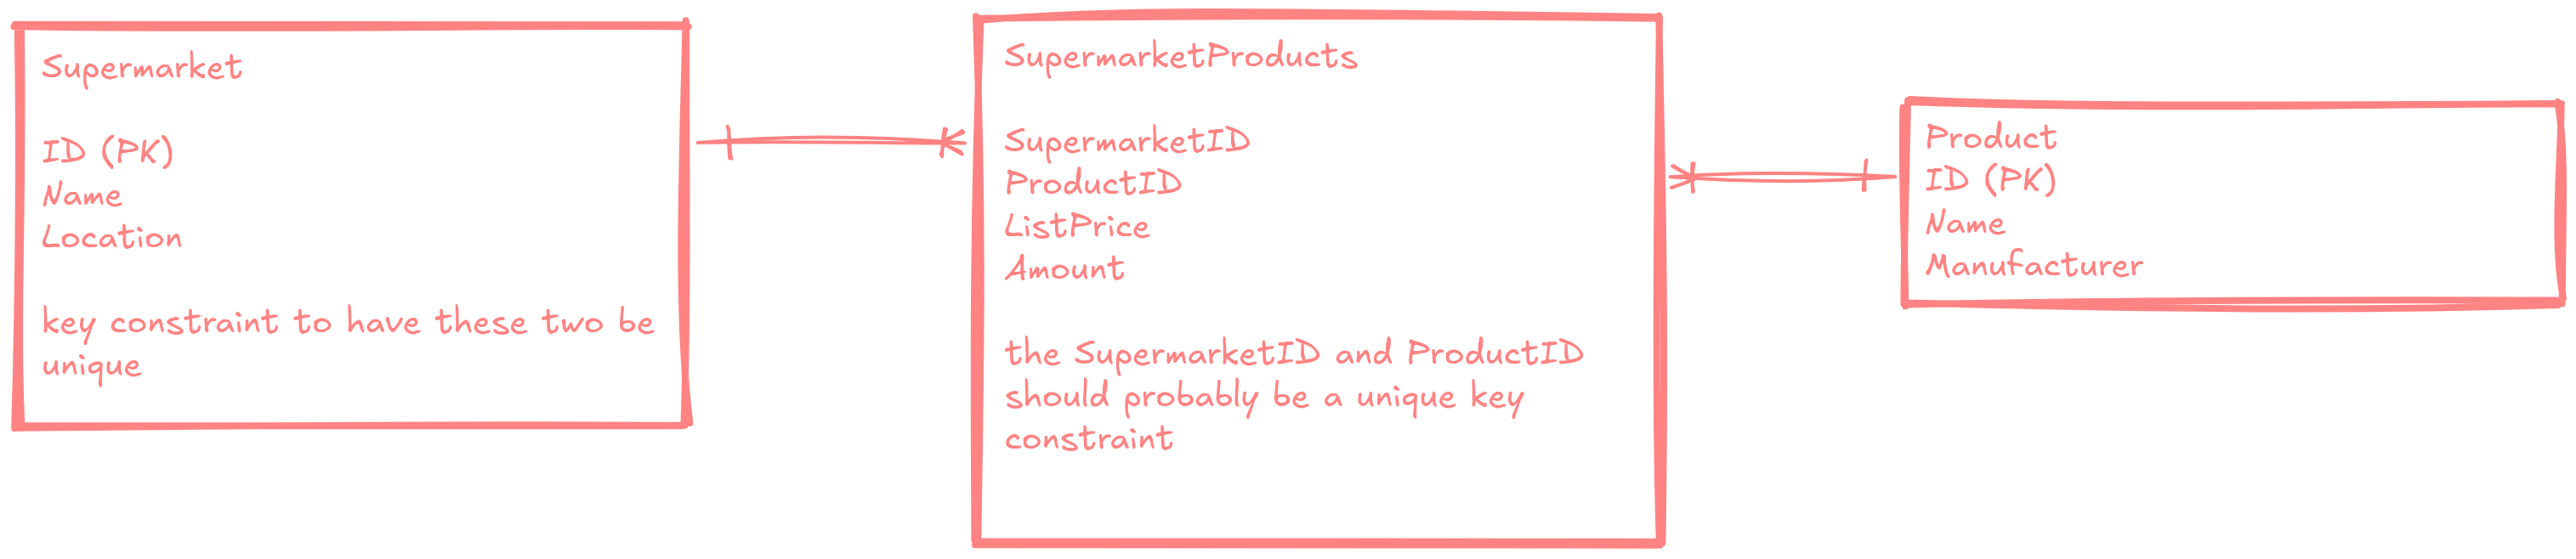 Supermarket
ID (PK)
Name
Location
key constraint to have these two be
unique
SupermarketProducts
SupermarketID
ProductID
ListPrice
Amount
the SupermarketID and ProductID
should probably be a unique key
constraint
Product
ID (PK)
Name
Manufacturer